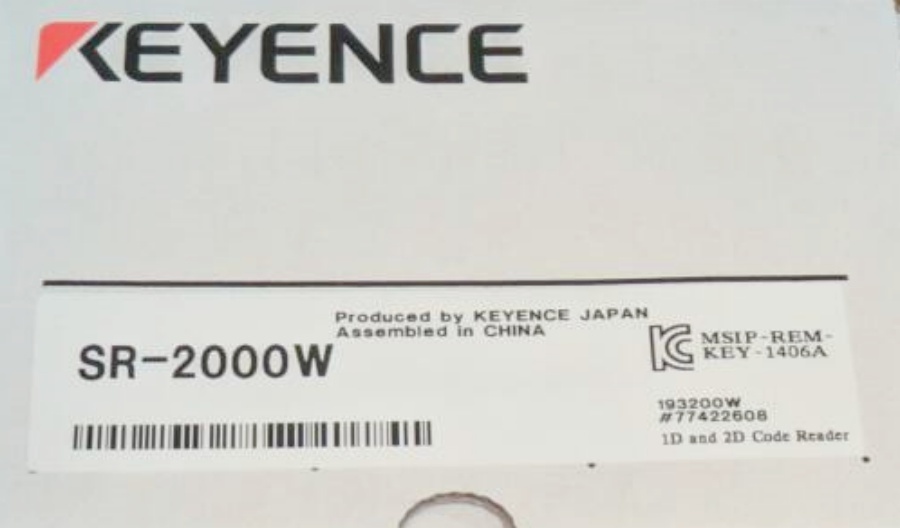 KEYENCE
Produced by KEYENCE JAPAN
Assembled in CHINA
SR-2000W
MSIP-REM-
KEY-1406A
193200W
#77422608
1D and 2D Code Reader